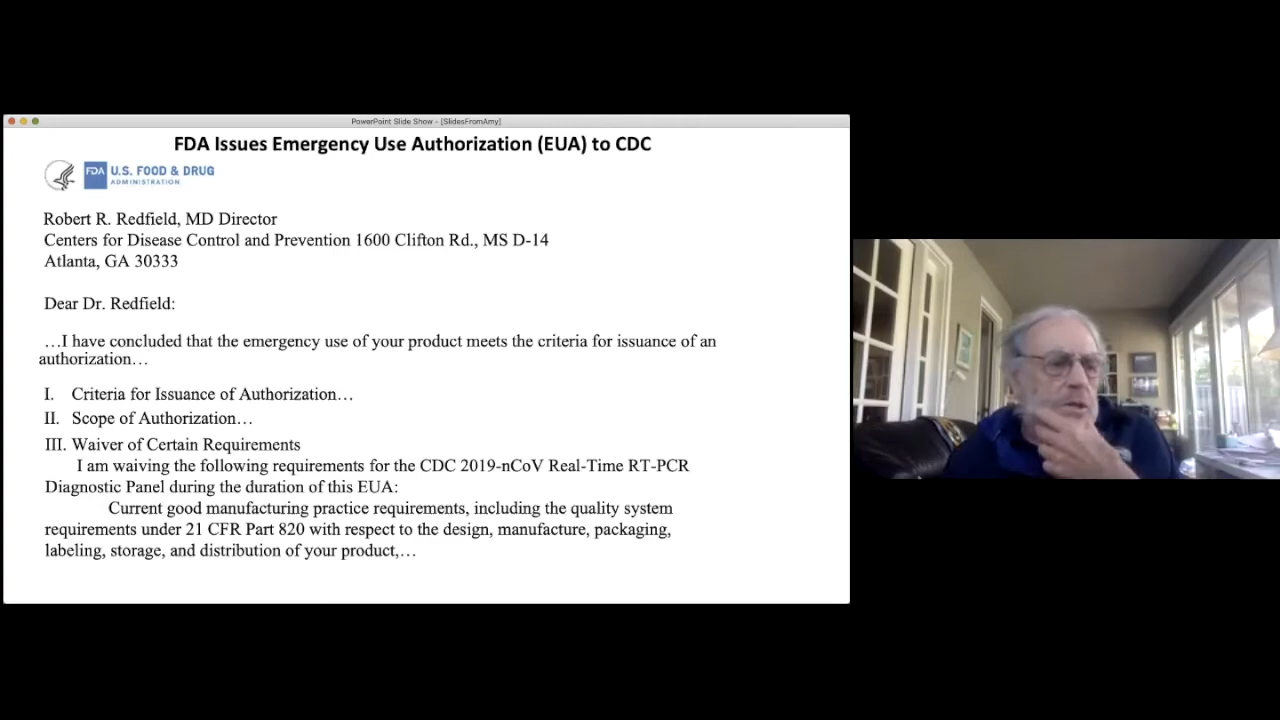 PowerPoint Slide Show - [SlidesFromAmy]
FDA Issues Emergency Use Authorization (EUA) to CDC
FDA U.S. FOOD & DRUG
ADMINISTRATION
Robert R. Redfield, MD Director
Centers for Disease Control and Prevention 1600 Clifton Rd., MS D-14
Atlanta, GA 30333
Dear Dr. Redfield:
…I have concluded that the emergency use of your product meets the criteria for issuance of an
authorization…
I. Criteria for Issuance of Authorization…
II. Scope of Authorization…
III. Waiver of Certain Requirements
I am waiving the following requirements for the CDC 2019-nCoV Real-Time RT-PCR
Diagnostic Panel during the duration of this EUA:
Current good manufacturing practice requirements, including the quality system
requirements under 21 CFR Part 820 with respect to the design, manufacture, packaging,
labeling, storage, and distribution of your product,…